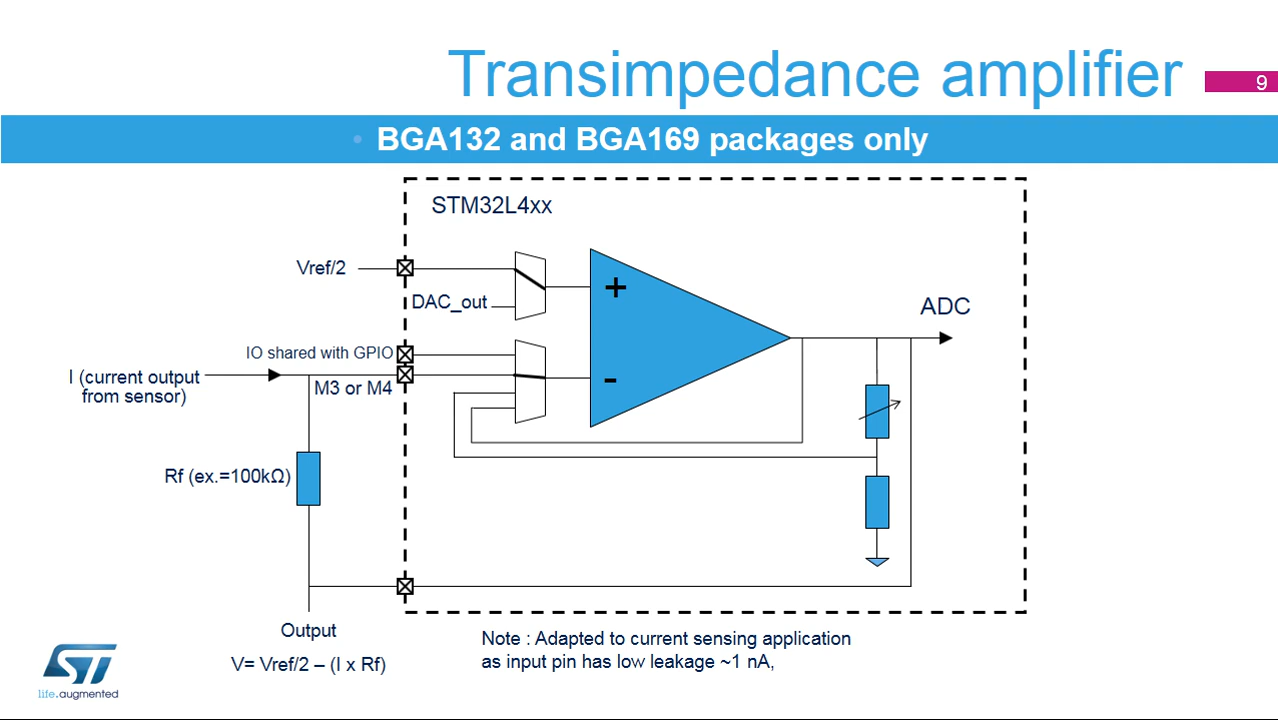 Transimpedance amplifier
9
• BGA132 and BGA169 packages only
STM32L4xx
Vref/2
DAC_out
+
ADC
IO shared with GPIO
I (current output
from sensor)
M3 or M4
-
Rf (ex.=100kΩ)
Output
V= Vref/2 – (I x Rf)
Note : Adapted to current sensing application
as input pin has low leakage ~1 nA,
ST
life.augmented